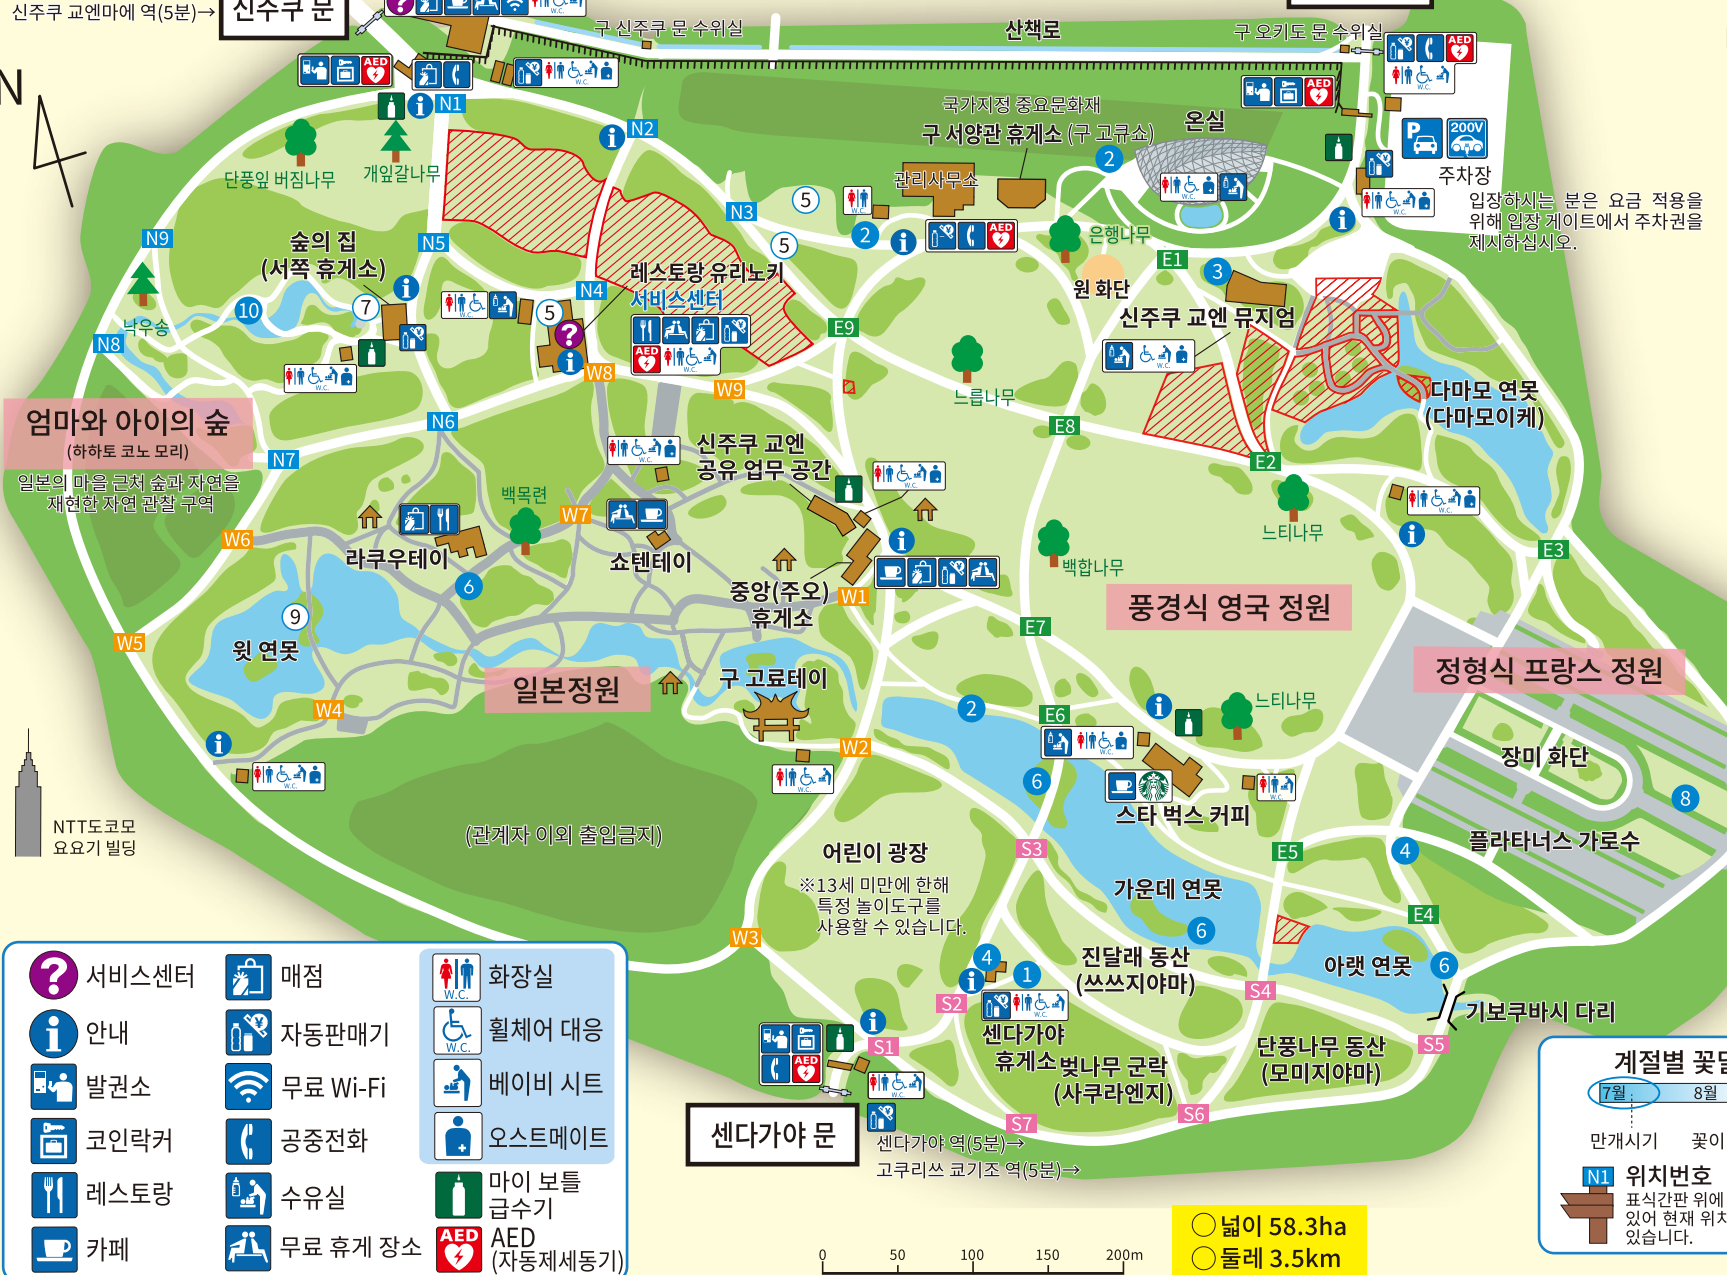 신주쿠 교엔마에 역(5분)→
신주쿠 문
구 신주쿠 문 수위실
산책로
구 오키도 문 수위실
N
N1
N2
국가지정 중요문화재
구 서양관 휴게소 (구 고큐쇼)
온실
관리사무소
단풍잎 버짐나무
개잎갈나무
P
200V
주차장
입장하시는 분은 요금 적용을
위해 입장 게이트에서 주차권을
제시하십시오.
N9
N5
N3
5
2
은행나무
숲의 집
(서쪽 휴게소)
레스토랑 유리노키
서비스센터
N4
5
5
2
E1
3
원 화단
신주쿠 교엔 뮤지엄
낙우송
10
7
N8
W8
W9
E9
느릅나무
다마모 연못
(다마모이케)
엄마와 아이의 숲
(하하토 코노 모리)
일본의 마을 근처 숲과 자연을
재현한 자연 관찰 구역
N7
N6
신주쿠 교엔
공유 업무 공간
E8
E2
백목련
W7
W6
라쿠우테이
쇼텐테이
6
느티나무
E3
중앙(주오)
휴게소
W1
백합나무
풍경식 영국 정원
E7
9
윗 연못
W5
W4
일본정원
구 고료테이
W2
2
E6
느티나무
정형식 프랑스 정원
장미 화단
8
플라타너스 가로수
6
스타 벅스 커피
NTT도코모
요요기 빌딩
(관계자 이외 출입금지)
어린이 광장
※13세 미만에 한해
특정 놀이도구를
사용할 수 있습니다.
S3
E5
4
가운데 연못
6
E4
W3
4
1
진달래 동산
(쓰쓰지야마)
아랫 연못
6
S2
S4
기보쿠바시 다리
센다가야
휴게소
S1
벚나무 군락
(사쿠라엔지)
단풍나무 동산
(모미지야마)
S5
S6
S7
센다가야 문
센다가야 역(5분)→
고쿠리쓰 쿄기조 역(5분)→
서비스센터
안내
발권소
코인락커
레스토랑
카페
매점
자동판매기
무료 Wi-Fi
공중전화
수유실
무료 휴게 장소
W.C.
화장실
W.C.
휠체어 대응
베이비 시트
오스트메이트
마이 보틀
급수기
AED
AED
(자동제세동기)
0 50 100 150 200m
○넓이 58.3ha
○둘레 3.5km
계절별 꽃달
7월 8월
만개시기 꽃이
N1 위치번호
표식간판 위에
있어 현재 위치
있습니다.